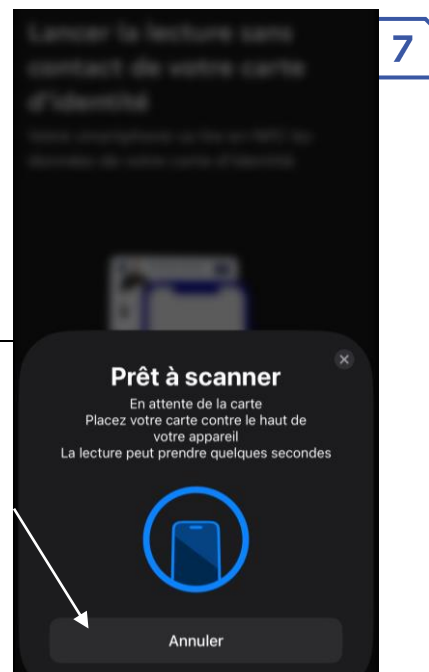 7
Lancer la lecture sans
contact de votre carte
d'identité
Votre smartphone va lire en NFC les
données de votre carte d'identité.
Prêt à scanner
En attente de la carte
Placez votre carte contre le haut de
votre appareil
La lecture peut prendre quelques secondes
Annuler